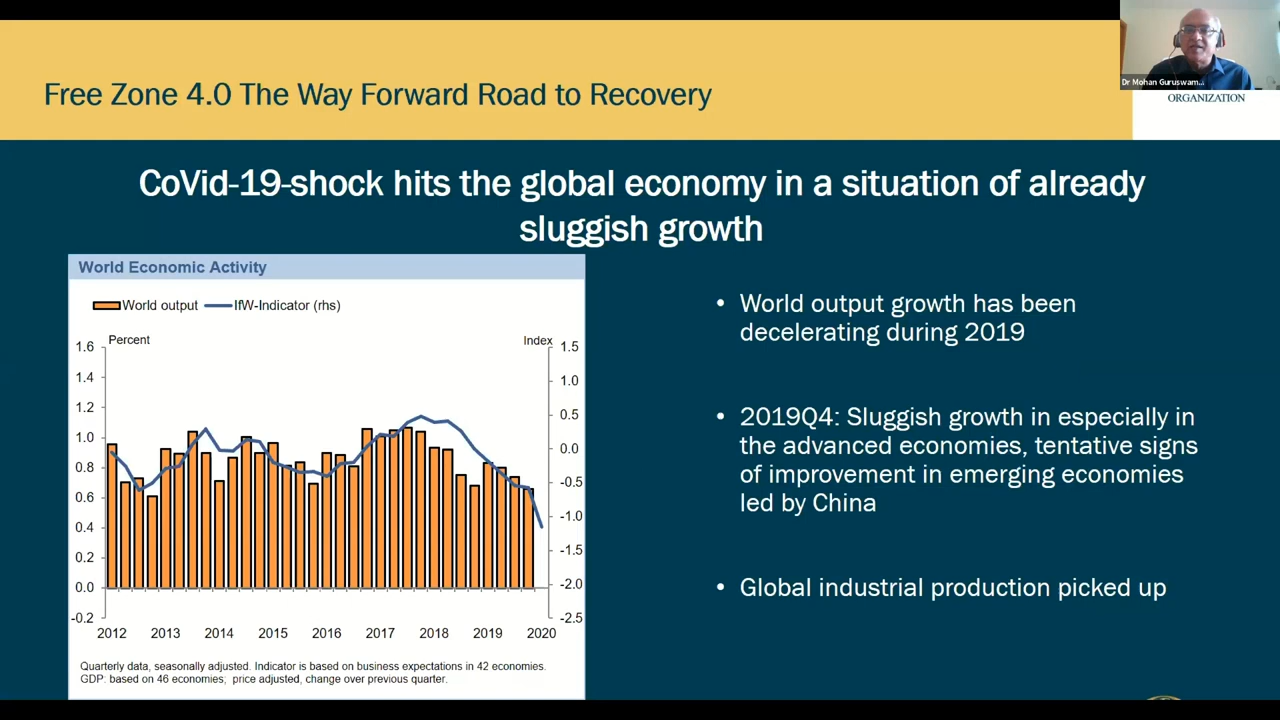 Dr Mohan Guruswam...
ORGANIZATION
Free Zone 4.0 The Way Forward Road to Recovery
CoVid-19-shock hits the global economy in a situation of already
sluggish growth
World Economic Activity
World output
IfW-Indicator (rhs)
Percent
Index
1.6
1.4
1.2
1.0
0.8
0.6
0.4
0.2
0.0
-0.2
1.5
1.0
0.5
0.0
-0.5
-1.0
-1.5
-2.0
-2.5
2012 2013 2014 2015 2016 2017 2018 2019 2020
Quarterly data, seasonally adjusted. Indicator is based on business expectations in 42 economies.
GDP: based on 46 economies; price adjusted, change over previous quarter.
• World output growth has been
decelerating during 2019
• 2019Q4: Sluggish growth in especially in
the advanced economies, tentative signs
of improvement in emerging economies
led by China
• Global industrial production picked up